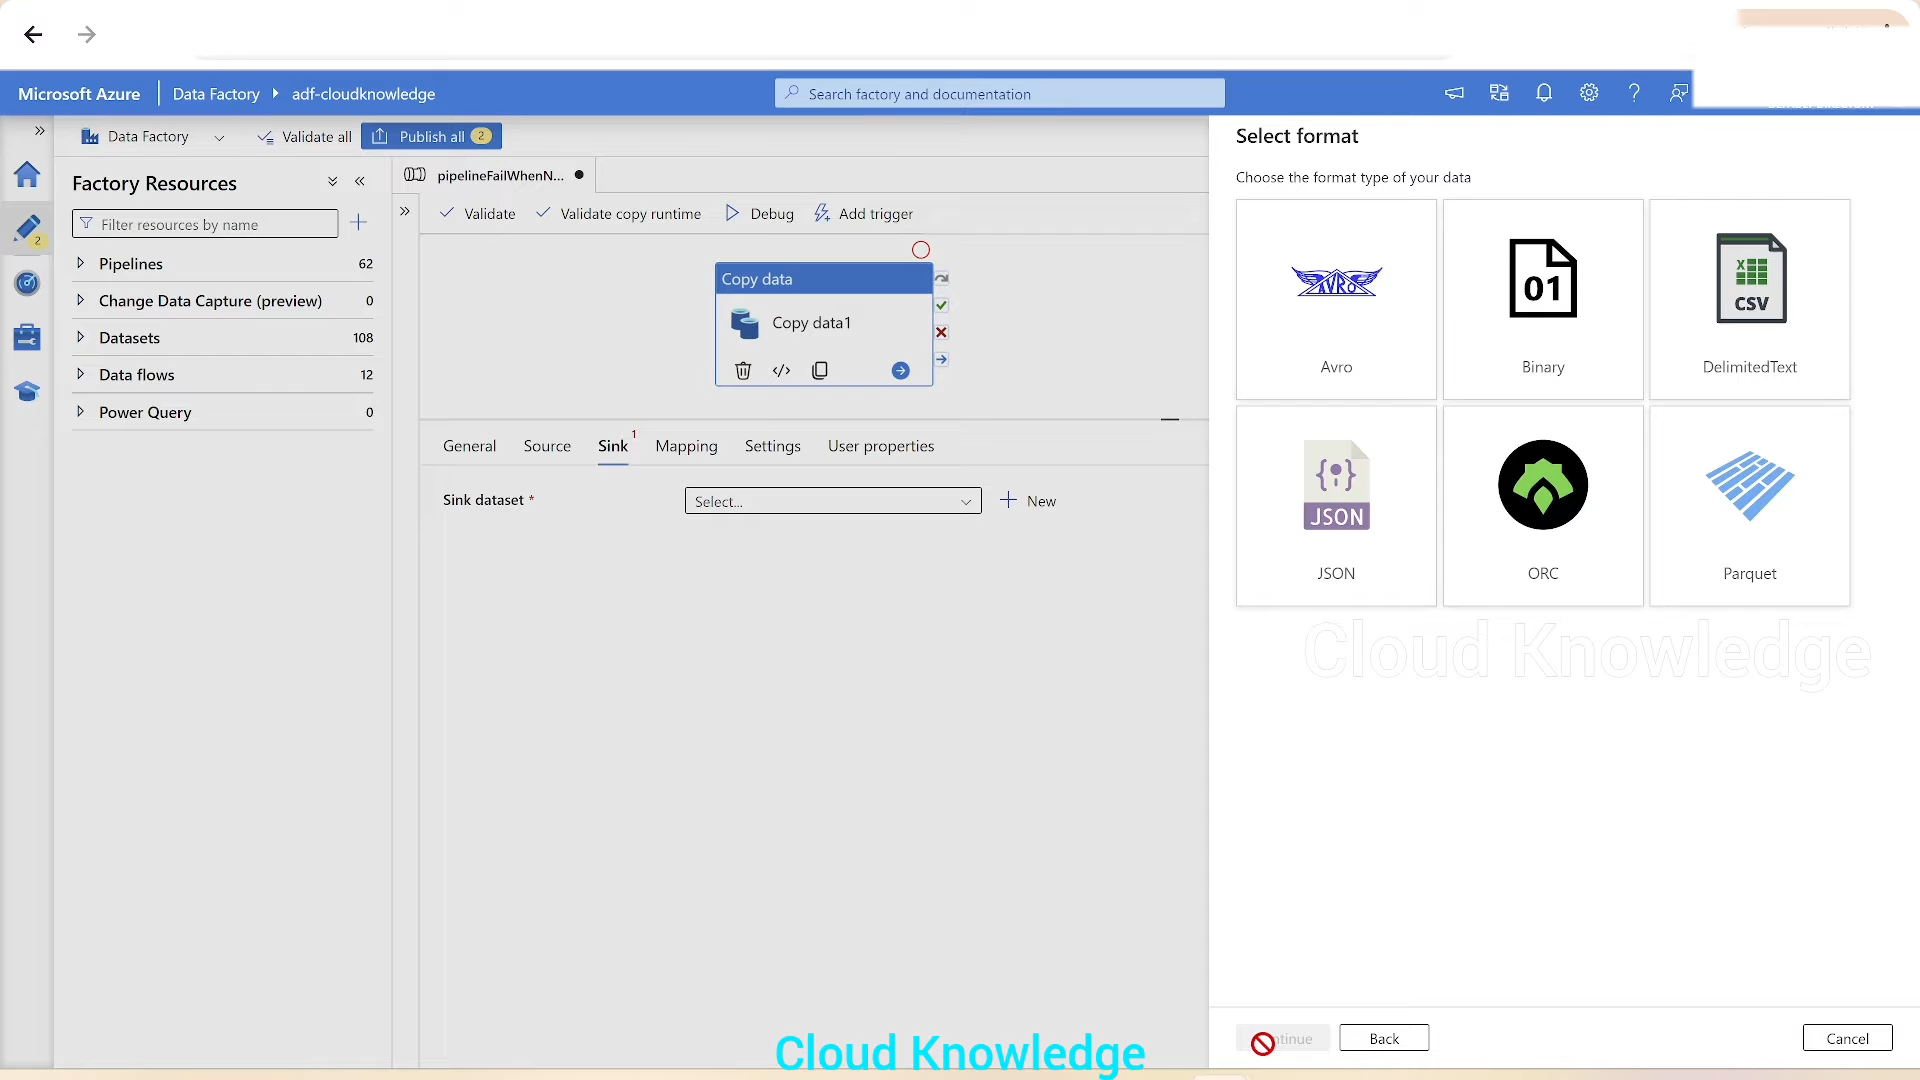 Microsoft Azure
Data Factory
adf-cloudknowledge
Search factory and documentation
Data Factory
Validate all
Publish all 2
Factory Resources
Filter resources by name
2
Pipelines 62
Change Data Capture (preview) 0
Datasets 108
Data flows 12
Power Query 0
pipelineFailWhenN...
Validate
Validate copy runtime
Debug
Add trigger
Copy data
Copy data1
General
Source
Sink 1
Mapping
Settings
User properties
Sink dataset *
Select...
New
Select format
Choose the format type of your data
AVRO
Avro
01
Binary
X
CSV
DelimitedText
{•}
JSON
JSON
ORC
Parquet
Cloud Knowledge
Back
Cancel
Cloud Knowledge